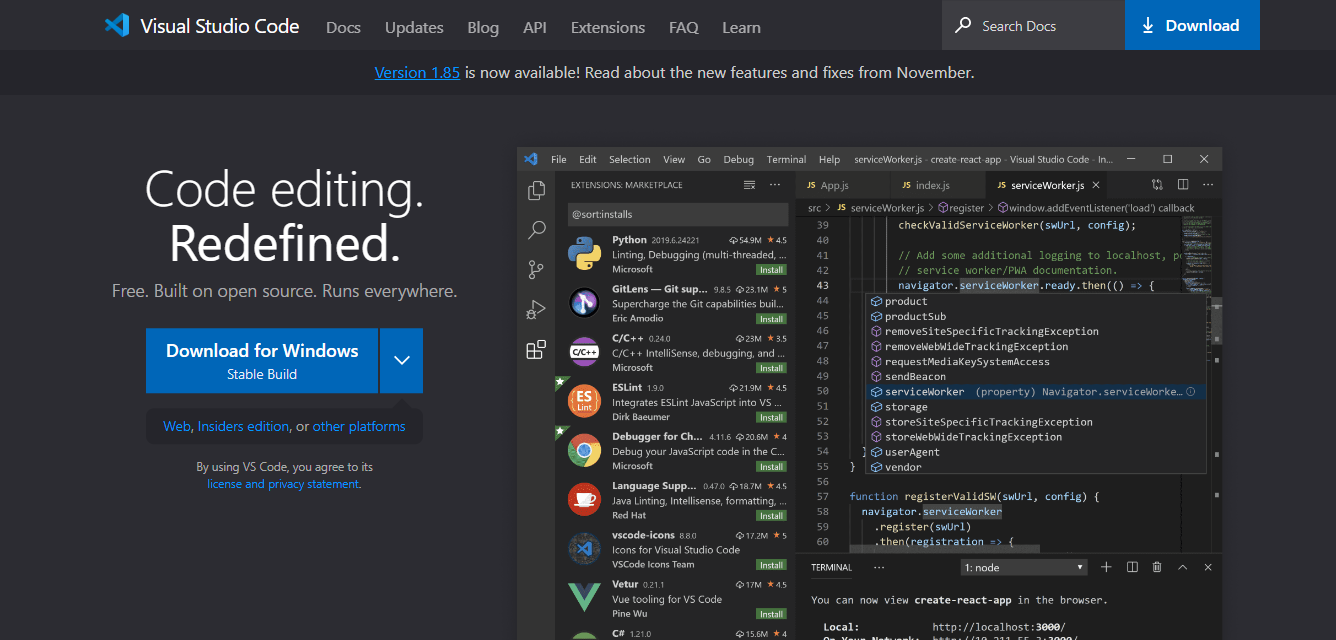 Visual Studio Code Docs Updates Blog API Extensions FAQ Learn Search Docs Download
Version 1.85 is now available! Read about the new features and fixes from November.
Code editing.
Redefined.
Free. Built on open source. Runs everywhere.
Download for Windows
Stable Build
Web, Insiders edition, or other platforms
By using VS Code, you agree to its
license and privacy statement.
File Edit Selection View Go Debug Terminal Help serviceWorker.js - create-react-app - Visual Studio Code - In...
EXTENSIONS: MARKETPLACE
@sort:installs
Python 2019.6.24221 54.9M 4.5
Linting, Debugging (multi-threaded, ...
Microsoft Install
GitLens — Git sup... 9.8.5 23.1M 5
Supercharge the Git capabilities buil...
Eric Amodio Install
C/C++
C/C++ 0.24.0 23M 3.5
C/C++ IntelliSense, debugging, and ...
Microsoft Install
ES
Lint
ESLint 1.9.0 21.9M 4.5
Integrates ESLint JavaScript into VS ...
Dirk Baeumer Install
Debugger for Ch... 4.11.6 20.6M 4
Debug your JavaScript code in the C...
Microsoft Install
Language Supp... 0.47.0 18.7M 4.5
Java Linting, Intellisense, formatting, ...
Red Hat Install
vscode-icons 8.8.0 17.2M 5
Icons for Visual Studio Code
VSCode Icons Team Install
Vetur 0.21.1 17M 4.5
Vue tooling for VS Code
Pine Wu Install
C# 1.21.0 15.6M 4
JS App.js JS index.js JS serviceWorker.js
src > JS serviceWorker.js > register > window.addEventListener('load') callback
39 checkValidServiceWorker(swUrl, config);
40
41 // Add some additional logging to localhost, po
42 // service worker/PWA documentation.
43 navigator.serviceWorker.ready.then(() => {
44 product
45 productSub
46 removeSiteSpecificTrackingException
47 removeWebWideTrackingException
48 requestMediaKeySystemAccess
49 sendBeacon
50 serviceWorker (property) Navigator.serviceWorke...
51 storage
52 storeSiteSpecificTrackingException
53 storeWebWideTrackingException
54 } userAgent
55 } vendor
56
57 function registerValidSW(swUrl, config) {
58 navigator.serviceWorker
59 .register(swUrl)
60 .then(registration => {
TERMINAL ... 1: node
You can now view create-react-app in the browser.
Local: http://localhost:3000/